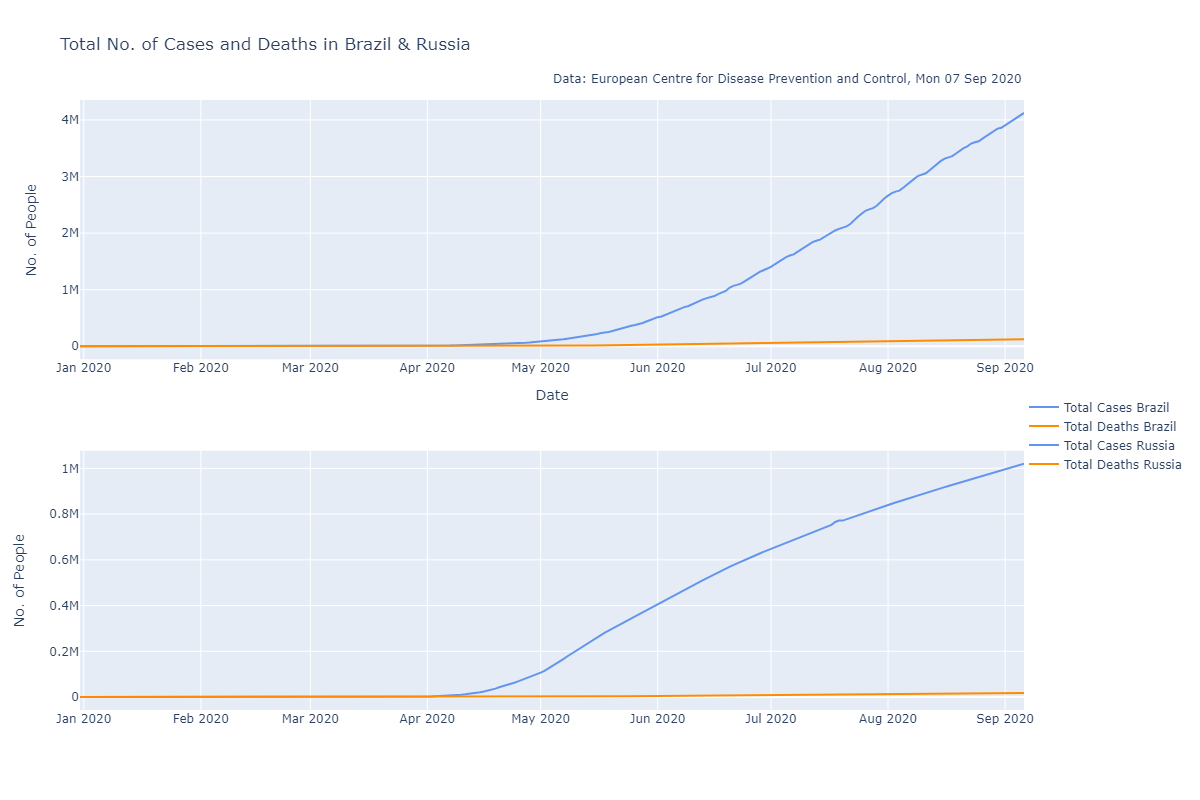 Total No. of Cases and Deaths in Brazil & Russia
Data: European Centre for Disease Prevention and Control, Mon 07 Sep 2020
4M
3M
2M
1M
0
No. of People
Jan 2020 Feb 2020 Mar 2020 Apr 2020 May 2020 Jun 2020 Jul 2020 Aug 2020 Sep 2020
Date
Total Cases Brazil
Total Deaths Brazil
Total Cases Russia
Total Deaths Russia
1M
0.8M
0.6M
0.4M
0.2M
0
No. of People
Jan 2020 Feb 2020 Mar 2020 Apr 2020 May 2020 Jun 2020 Jul 2020 Aug 2020 Sep 2020